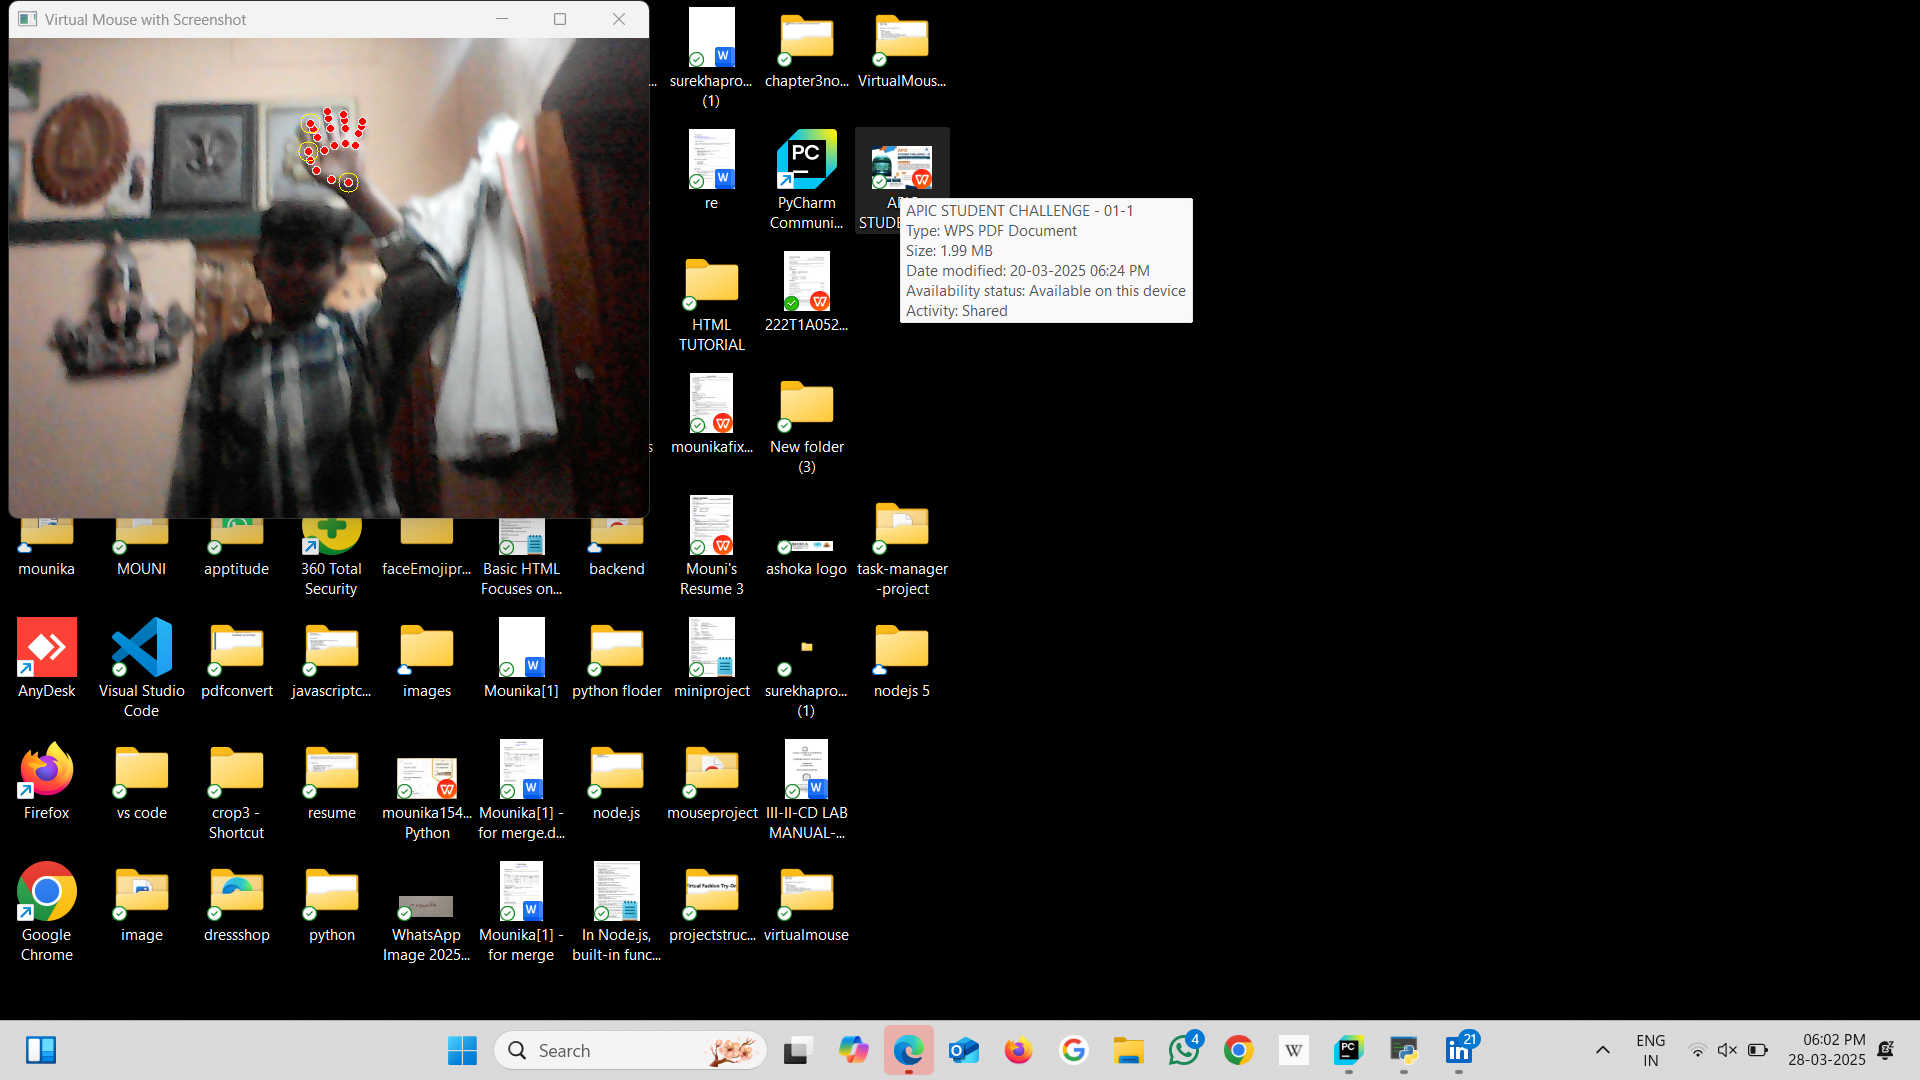 Virtual Mouse with Screenshot
surekhapro...
(1)
chapter3no...
VirtualMous...
re
PyCharm
Communi...
APIC
STUDE
APIC STUDENT CHALLENGE - 01-1
Type: WPS PDF Document
Size: 1.99 MB
Date modified: 20-03-2025 06:24 PM
Availability status: Available on this device
Activity: Shared
HTML
TUTORIAL
222T1A052...
mounikafix...
New folder
(3)
mounika
MOUNI
apptitude
360 Total
Security
faceEmojipr...
Basic HTML
Focuses on...
backend
Mouni's
Resume 3
ashoka logo
task-manager
-project
AnyDesk
Visual Studio
Code
pdfconvert
javascriptc...
images
Mounika[1]
python floder
miniproject
surekhapro...
(1)
nodejs 5
Firefox
vs code
crop3 -
Shortcut
resume
mounika154...
Python
Mounika[1] -
for merge.d...
node.js
mouseproject
III-II-CD LAB
MANUAL-...
Google
Chrome
image
dressshop
python
WhatsApp
Image 2025...
Mounika[1] -
for merge
In Node.js,
built-in func...
projectstruc...
virtualmouse
Search
4
21
ENG
IN
06:02 PM
28-03-2025